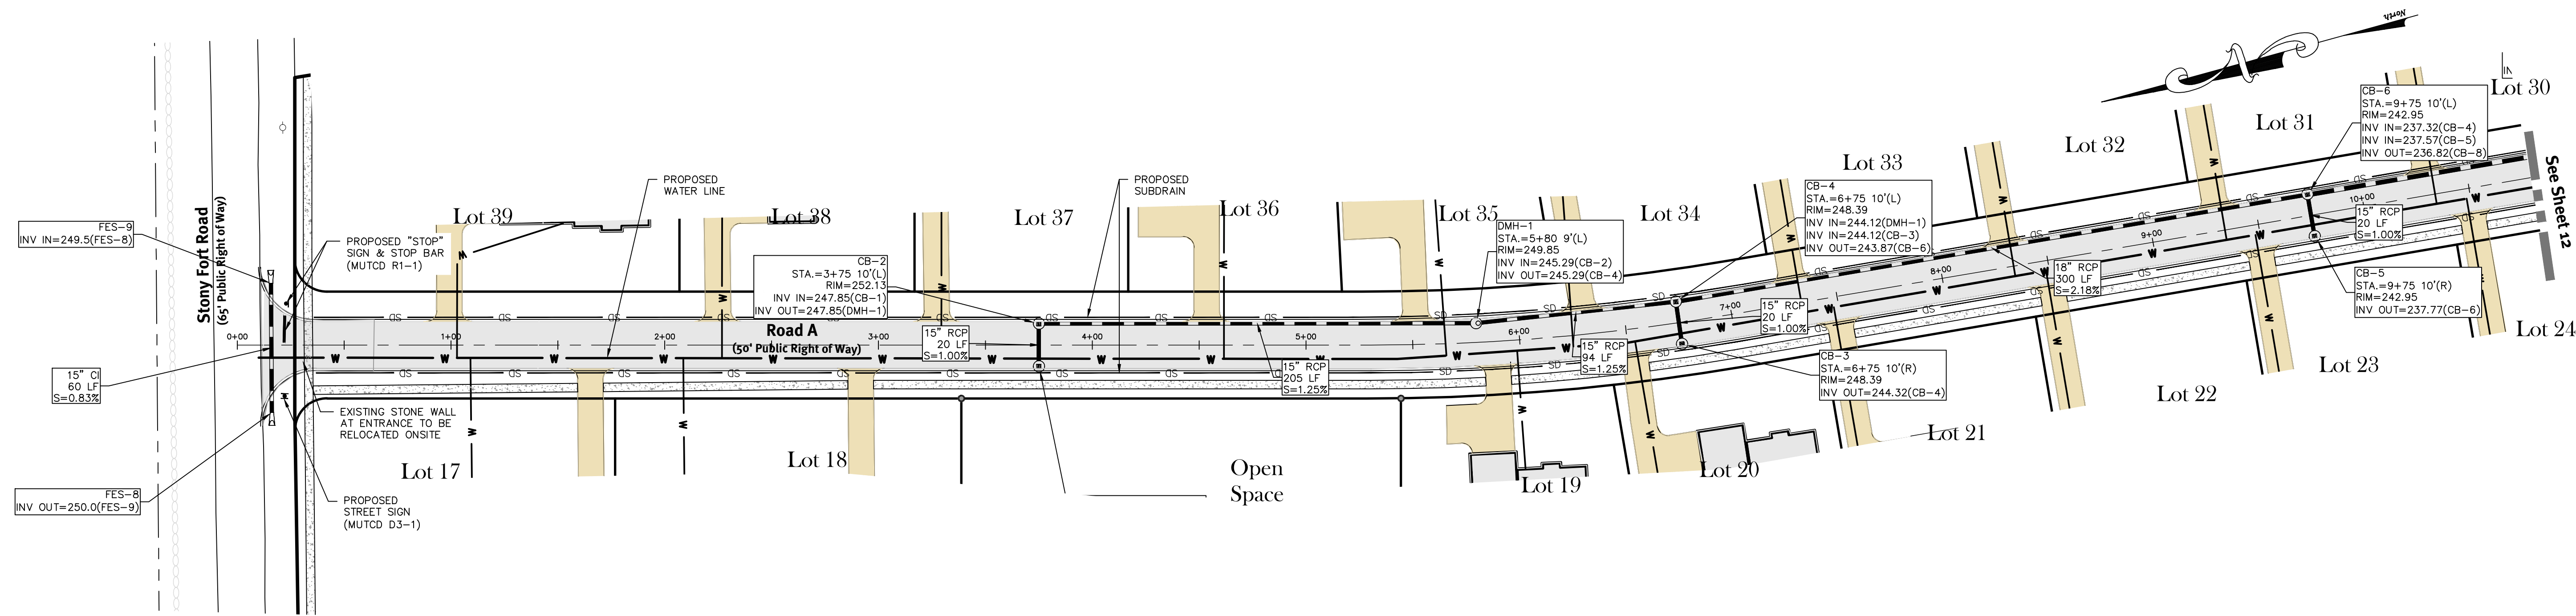 North
Lot 30
Lot 31
Lot 32
Lot 33
Lot 34
Lot 35
Lot 36
Lot 37
Lot 38
Lot 39
CB-6
STA.=9+75 10'(L)
RIM=242.95
INV IN=237.32(CB-4)
INV IN=237.57(CB-5)
INV OUT=236.82(CB-8)
See Sheet 12
CB-4
STA.=6+75 10'(L)
RIM=248.39
INV IN=244.12(DMH-1)
INV IN=244.12(CB-3)
INV OUT=243.87(CB-6)
DMH-1
STA.=5+80 9'(L)
RIM=249.85
INV IN=245.29(CB-2)
INV OUT=245.29(CB-4)
PROPOSED
SUBDRAIN
PROPOSED
WATER LINE
CB-2
STA.=3+75 10'(L)
RIM=252.13
INV IN=247.85(CB-1)
INV OUT=247.85(DMH-1)
PROPOSED "STOP"
SIGN & STOP BAR
(MUTCD R1-1)
FES-9
INV IN=249.5(FES-8)
Stony Fort Road
(65' Public Right of Way)
Road A
(50' Public Right of Way)
0+00
1+00
2+00
3+00
4+00
5+00
6+00
7+00
8+00
9+00
10+00
15" RCP
20 LF
S=1.00%
15" RCP
205 LF
S=1.25%
15" RCP
94 LF
S=1.25%
15" RCP
20 LF
S=1.00%
18" RCP
300 LF
S=2.18%
15" RCP
20 LF
S=1.00%
CB-5
STA.=9+75 10'(R)
RIM=242.95
INV OUT=237.77(CB-6)
CB-3
STA.=6+75 10'(R)
RIM=248.39
INV OUT=244.32(CB-4)
15" CI
60 LF
S=0.83%
EXISTING STONE WALL
AT ENTRANCE TO BE
RELOCATED ONSITE
FES-8
INV OUT=250.0(FES-9)
PROPOSED
STREET SIGN
(MUTCD D3-1)
Lot 17
Lot 18
Open
Space
Lot 19
Lot 20
Lot 21
Lot 22
Lot 23
Lot 24